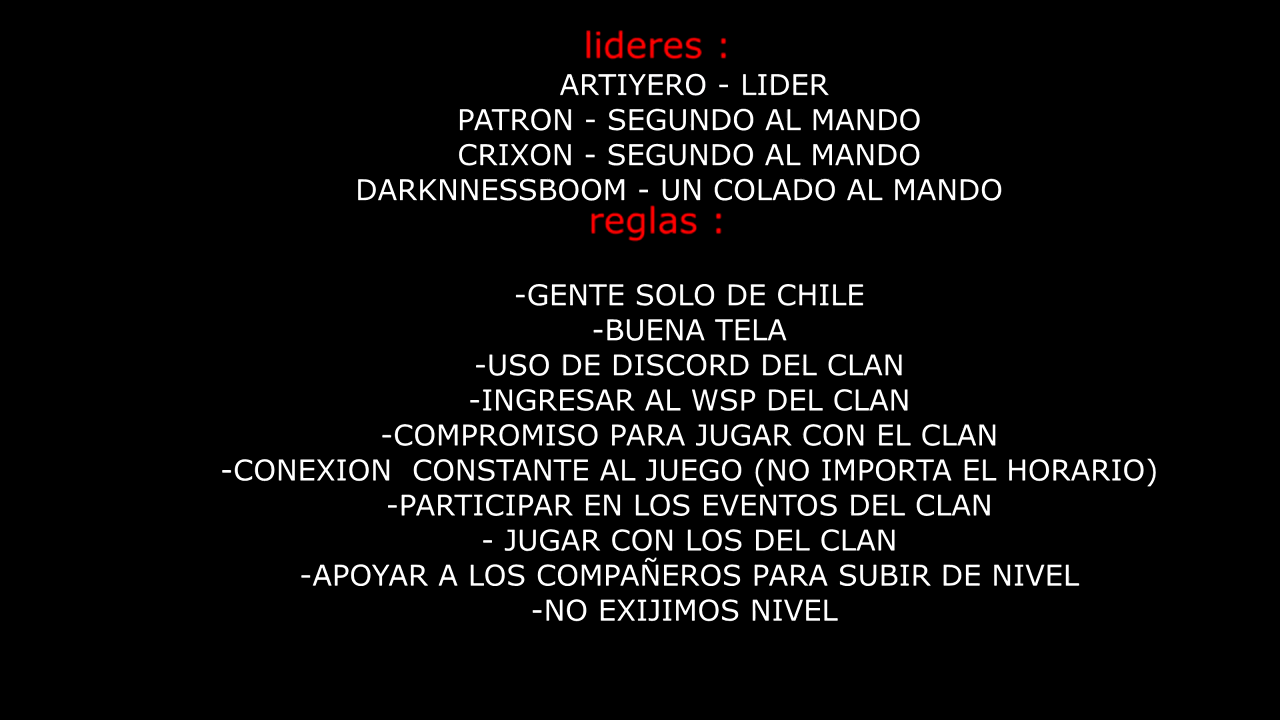 lideres :
ARTIYERO - LIDER
PATRON - SEGUNDO AL MANDO
CRIXON - SEGUNDO AL MANDO
DARKNNESSBOOM - UN COLADO AL MANDO
reglas :
-GENTE SOLO DE CHILE
-BUENA TELA
-USO DE DISCORD DEL CLAN
-INGRESAR AL WSP DEL CLAN
-COMPROMISO PARA JUGAR CON EL CLAN
-CONEXION  CONSTANTE AL JUEGO (NO IMPORTA EL HORARIO)
-PARTICIPAR EN LOS EVENTOS DEL CLAN
- JUGAR CON LOS DEL CLAN
-APOYAR A LOS COMPAÑEROS PARA SUBIR DE NIVEL
-NO EXIJIMOS NIVEL